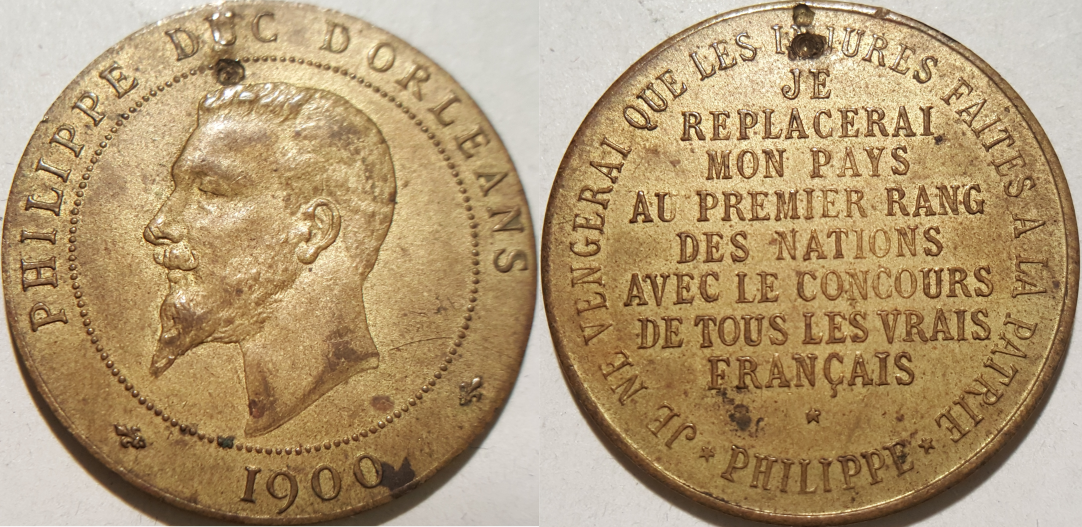 PHILIPPE DUC D'ORLEANS
1900
JE NE VENGERAI QUE LES INJURES FAITES A LA PATRIE
JE
REPLACERAI
MON PAYS
AU PREMIER RANG
DES NATIONS
AVEC LE CONCOURS
DE TOUS LES VRAIS
FRANÇAIS
* PHILIPPE *